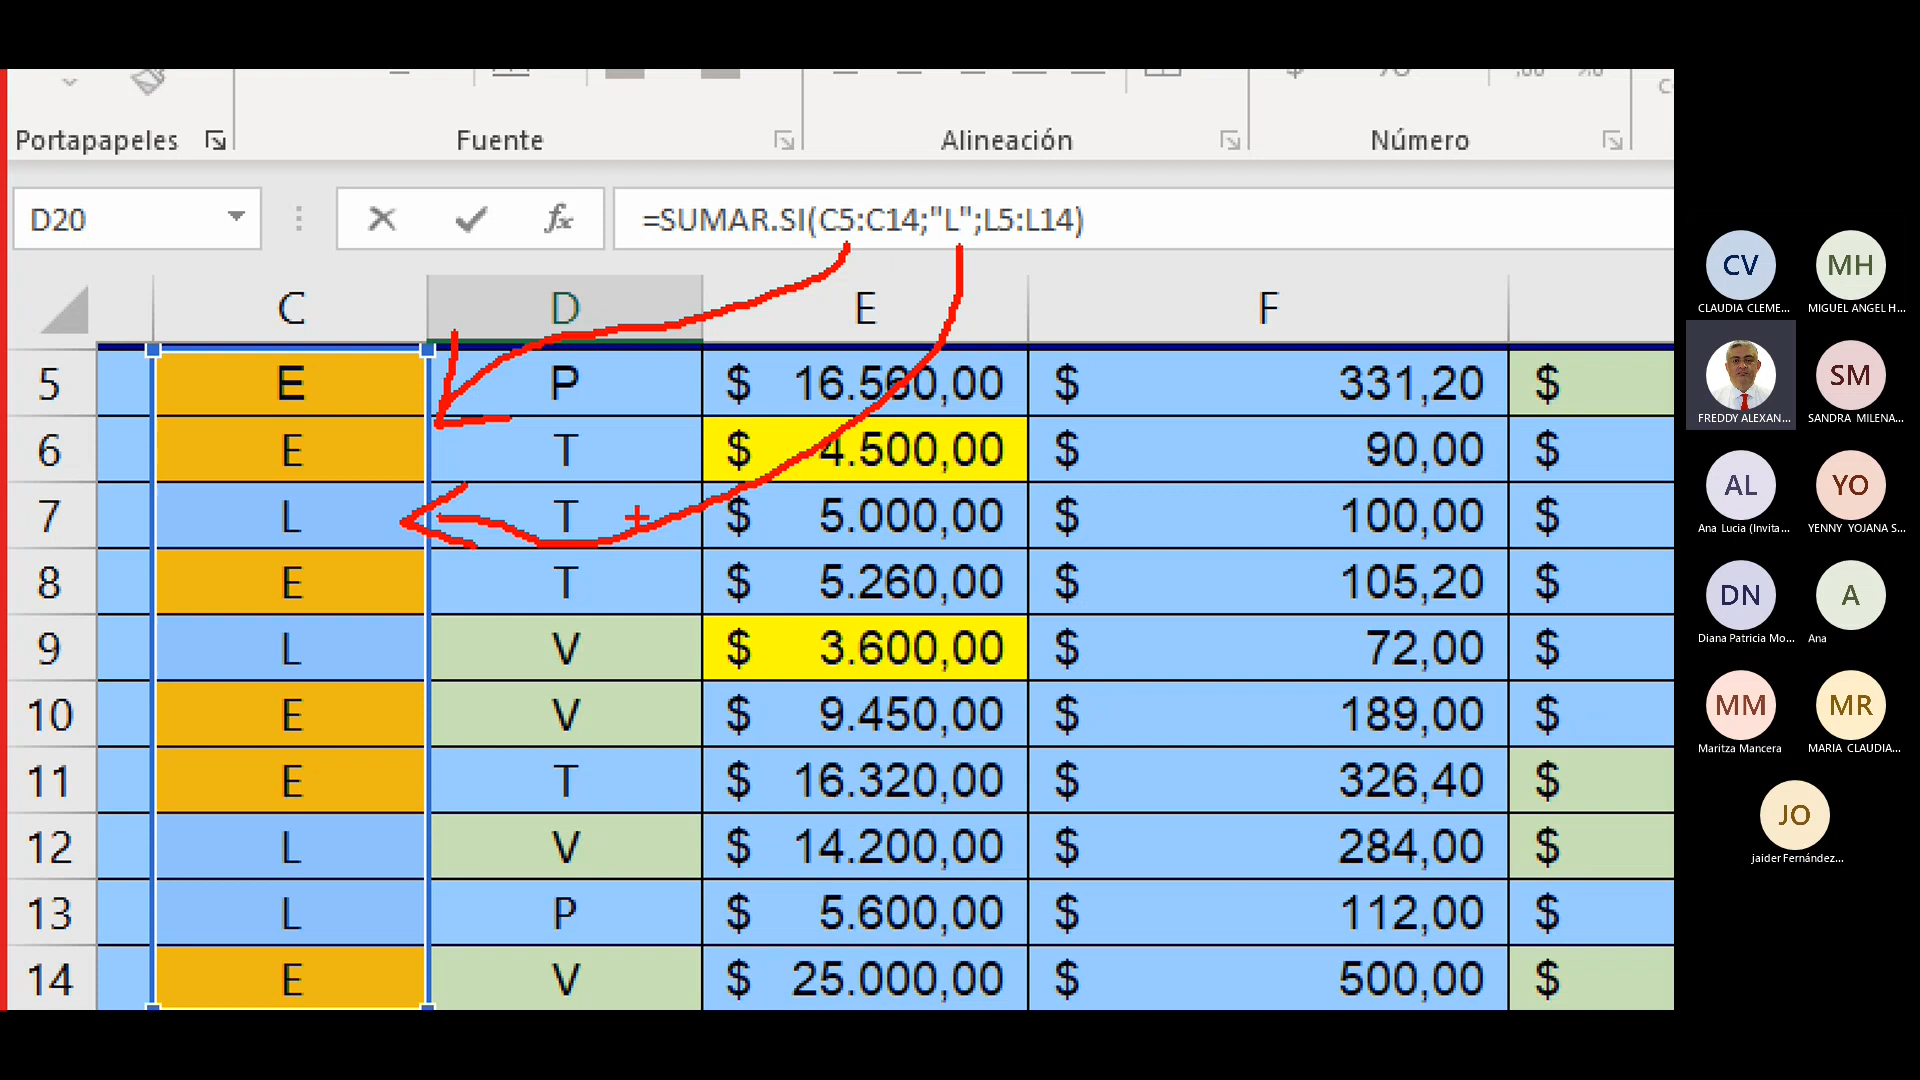 Portapapeles Fuente Alineación Número
D20 fx =SUMAR.SI(C5:C14;"L";L5:L14)
C D E F
5 E P $ 16.560,00 $ 331,20 $
6 E T $ 4.500,00 $ 90,00 $
7 L T $ 5.000,00 $ 100,00 $
8 E T $ 5.260,00 $ 105,20 $
9 L V $ 3.600,00 $ 72,00 $
10 E V $ 9.450,00 $ 189,00 $
11 E T $ 16.320,00 $ 326,40 $
12 L V $ 14.200,00 $ 284,00 $
13 L P $ 5.600,00 $ 112,00 $
14 E V $ 25.000,00 $ 500,00 $
CV MH
CLAUDIA CLEME... MIGUEL ANGEL H...
SM
FREDDY ALEXAN... SANDRA MILENA...
AL YO
Ana Lucia (Invita... YENNY YOJANA S...
DN A
Diana Patricia Mo... Ana
MM MR
Maritza Mancera MARIA CLAUDIA...
JO
jaider Fernández...